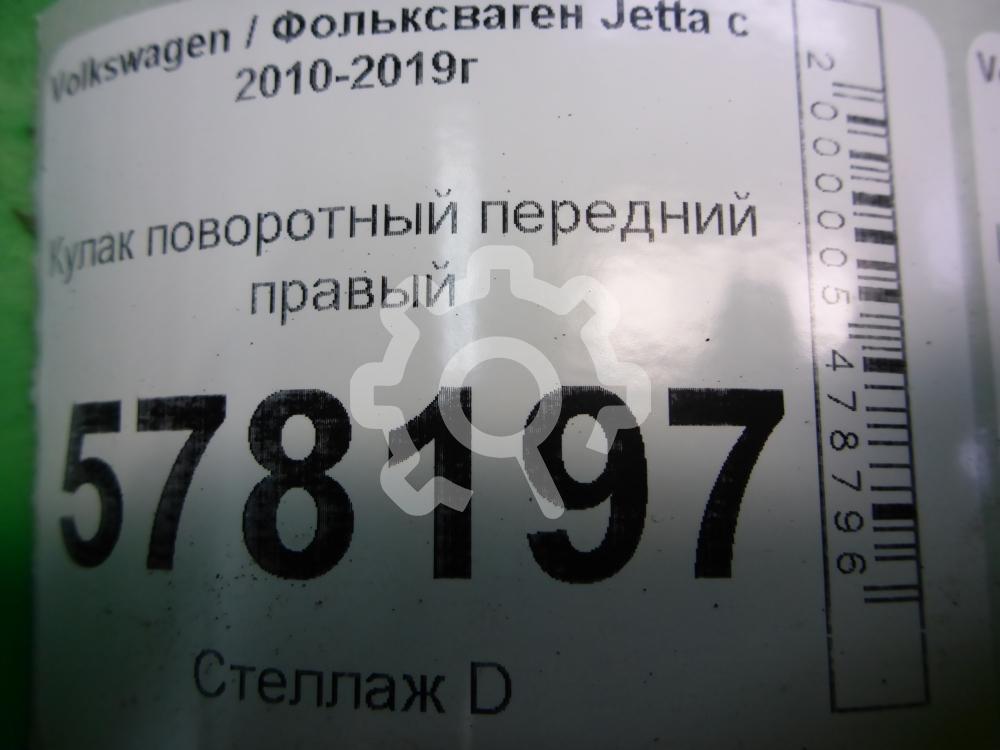 Volkswagen / Фольксваген Jetta с
2010-2019г
Кулак поворотный передний
правый
578197
Стеллаж D
2000005478796